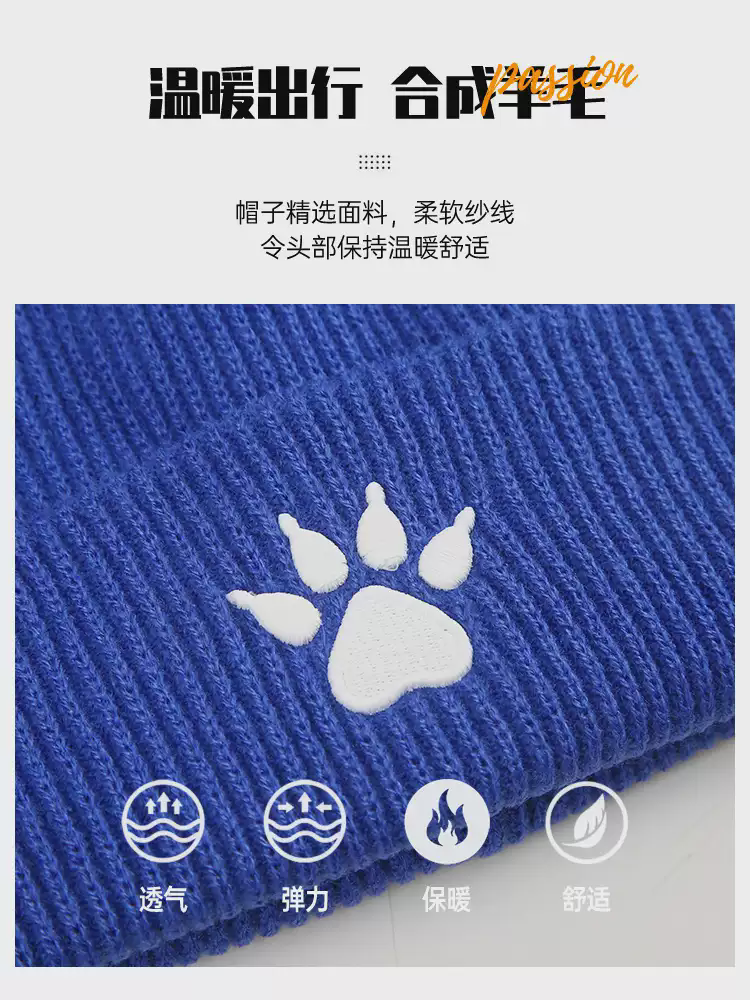 温暖出行 合成羊毛
passion
帽子精选面料，柔软纱线
令头部保持温暖舒适
透气
弹力
保暖
舒适